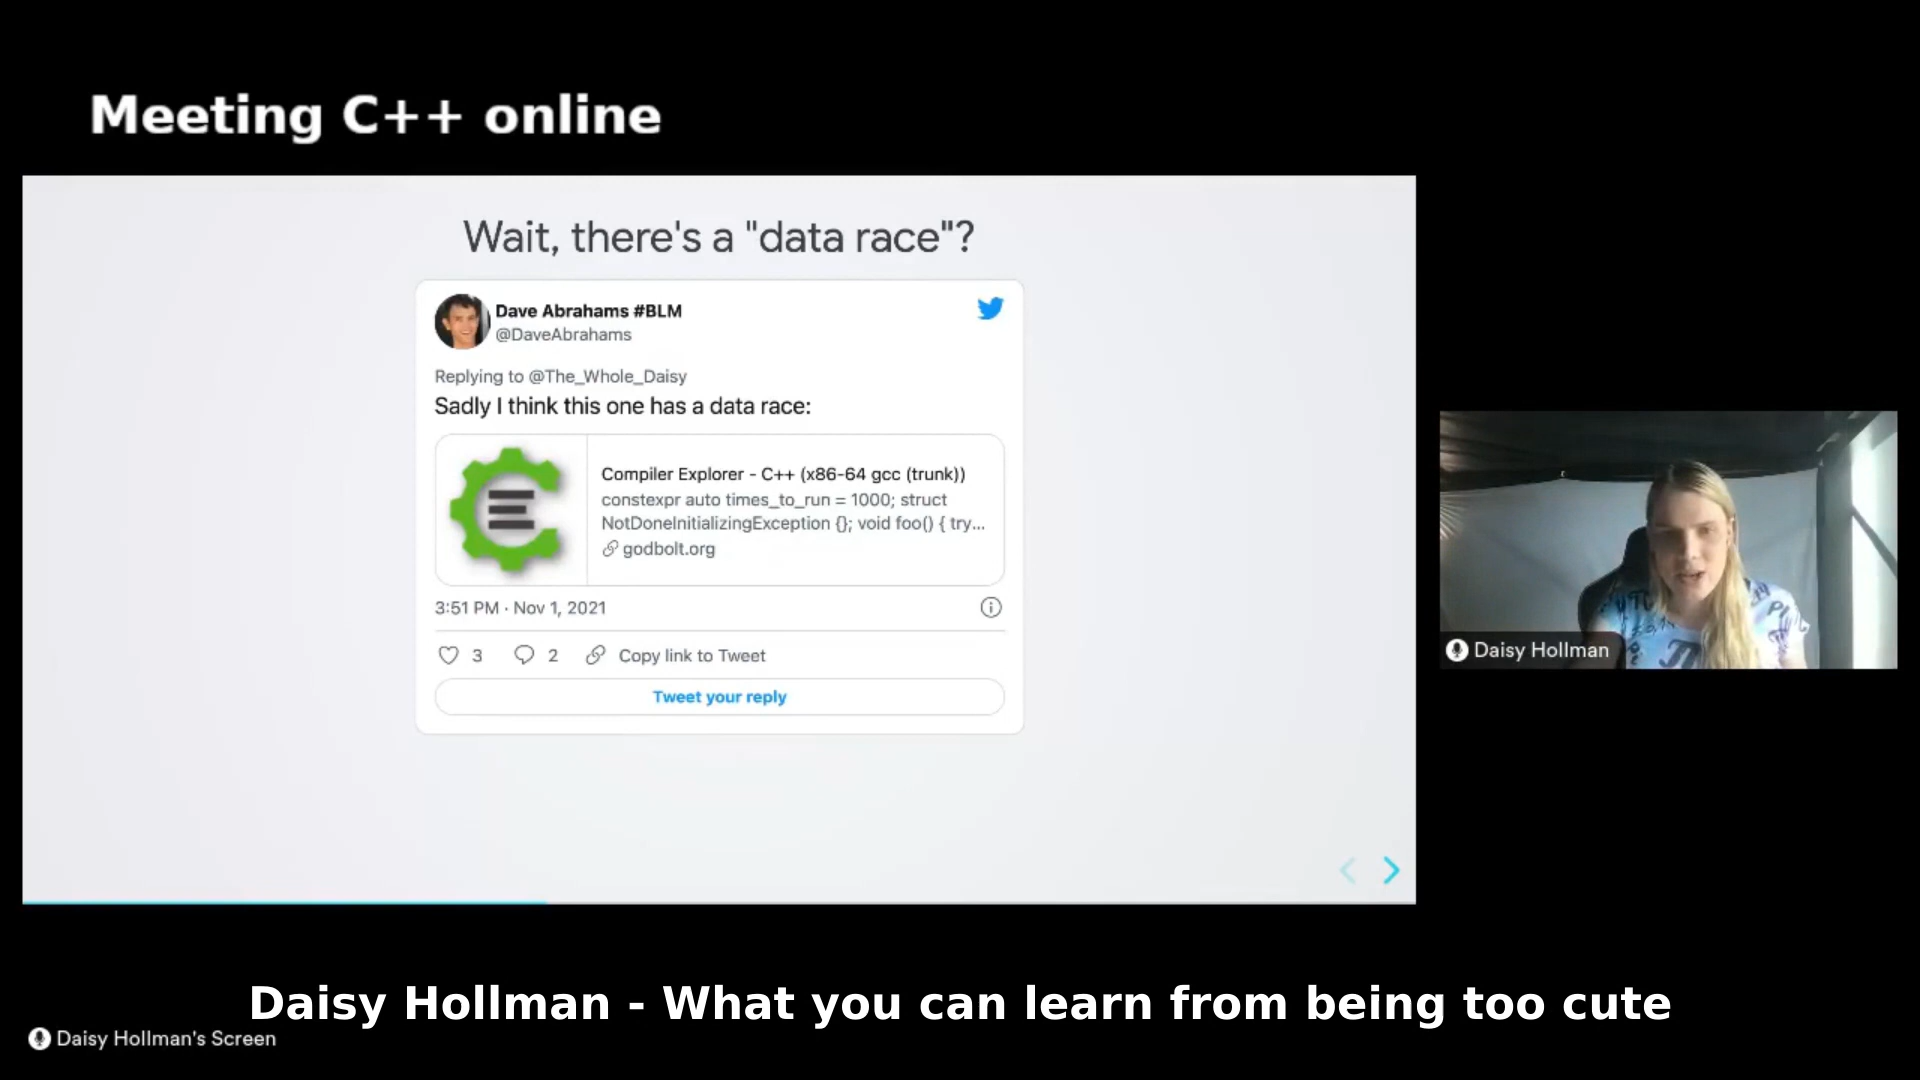 Meeting C++ online
Wait, there's a "data race"?
Dave Abrahams #BLM
@DaveAbrahams
Replying to @The_Whole_Daisy
Sadly I think this one has a data race:
Compiler Explorer - C++ (x86-64 gcc (trunk))
constexpr auto times_to_run = 1000; struct
NotDoneInitializingException {}; void foo() { try...
godbolt.org
3:51 PM · Nov 1, 2021
3 2 Copy link to Tweet
Tweet your reply
Daisy Hollman
Daisy Hollman - What you can learn from being too cute
Daisy Hollman's Screen